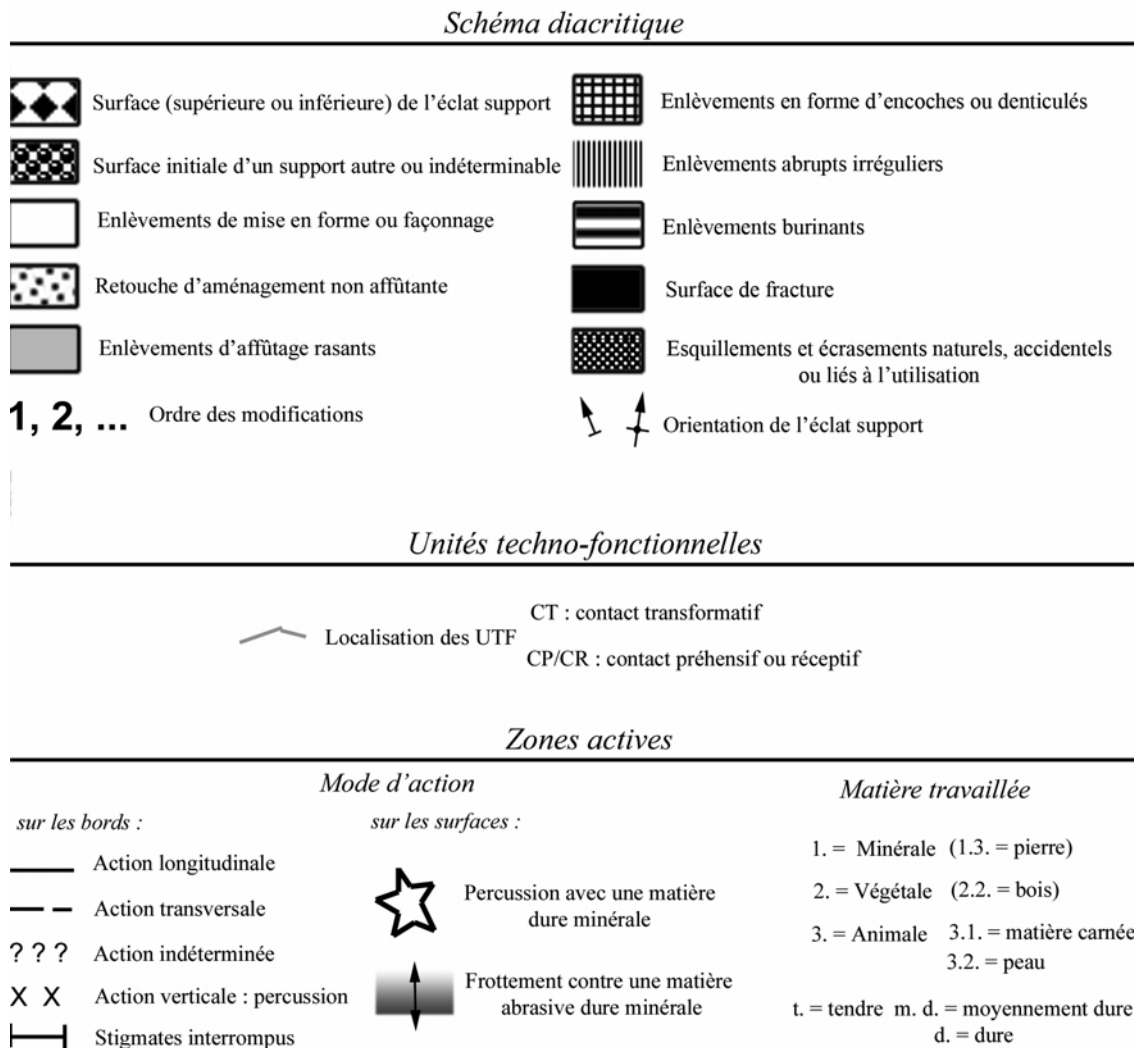 Schéma diacritique
Surface (supérieure ou inférieure) de l'éclat support
Surface initiale d'un support autre ou indéterminable
Enlèvements de mise en forme ou façonnage
Retouche d'aménagement non affûtante
Enlèvements d'affûtage rasants
1, 2, ... Ordre des modifications
Enlèvements en forme d'encoches ou denticulés
Enlèvements abrupts irréguliers
Enlèvements burinants
Surface de fracture
Esquillements et écrasements naturels, accidentels
ou liés à l'utilisation
Orientation de l'éclat support
Unités techno-fonctionnelles
Localisation des UTF
CT : contact transformatif
CP/CR : contact préhensif ou réceptif
Zones actives
Mode d'action
sur les bords :
Action longitudinale
Action transversale
? ? ? Action indéterminée
X X Action verticale : percussion
Stigmates interrompus
sur les surfaces :
Percussion avec une matière
dure minérale
Frottement contre une matière
abrasive dure minérale
Matière travaillée
1. = Minérale (1.3. = pierre)
2. = Végétale (2.2. = bois)
3. = Animale 3.1. = matière carnée
3.2. = peau
t. = tendre m. d. = moyennement dure
d. = dure